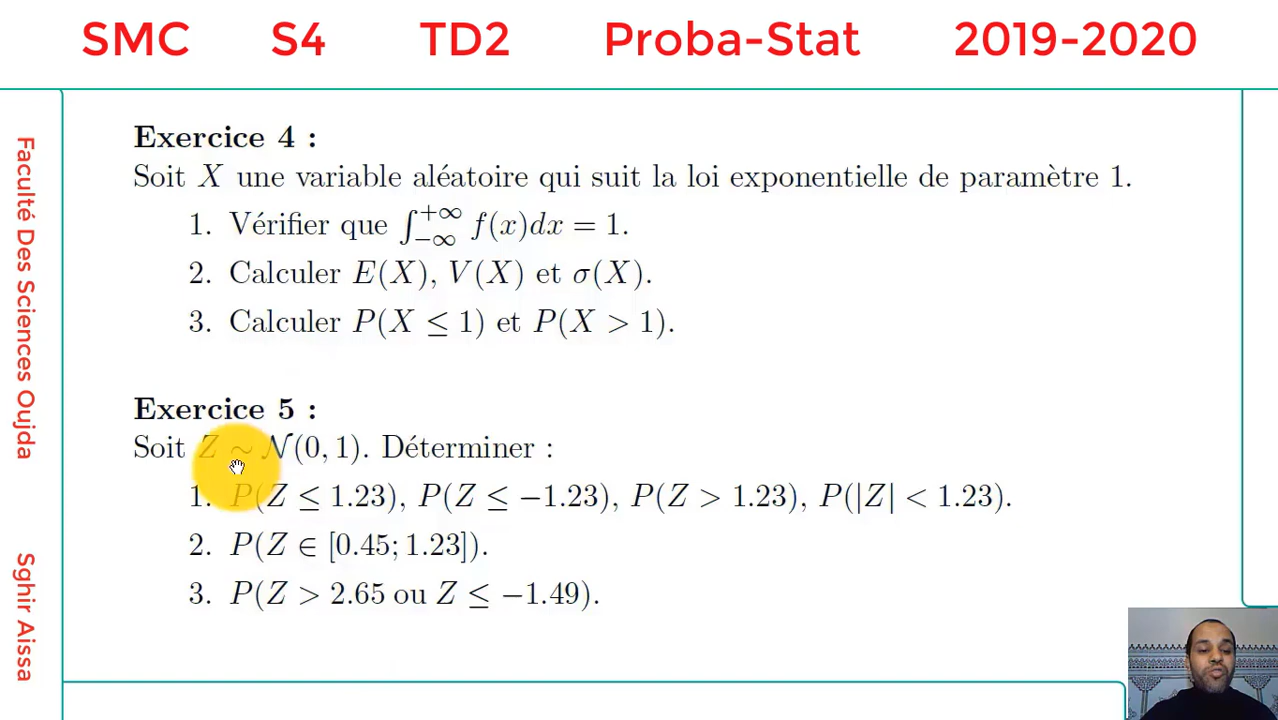 SMC S4 TD2 Proba-Stat 2019-2020
Faculté Des Sciences Oujda
Sghir Aissa
Exercice 4 :
Soit X une variable aléatoire qui suit la loi exponentielle de paramètre 1.
1. Vérifier que ∫_{−∞}^{+∞} f(x)dx = 1.
2. Calculer E(X), V(X) et σ(X).
3. Calculer P(X ≤ 1) et P(X > 1).
Exercice 5 :
Soit Z ∼ N(0, 1). Déterminer :
1. P(Z ≤ 1.23), P(Z ≤ −1.23), P(Z > 1.23), P(|Z| < 1.23).
2. P(Z ∈ [0.45; 1.23]).
3. P(Z > 2.65 ou Z ≤ −1.49).